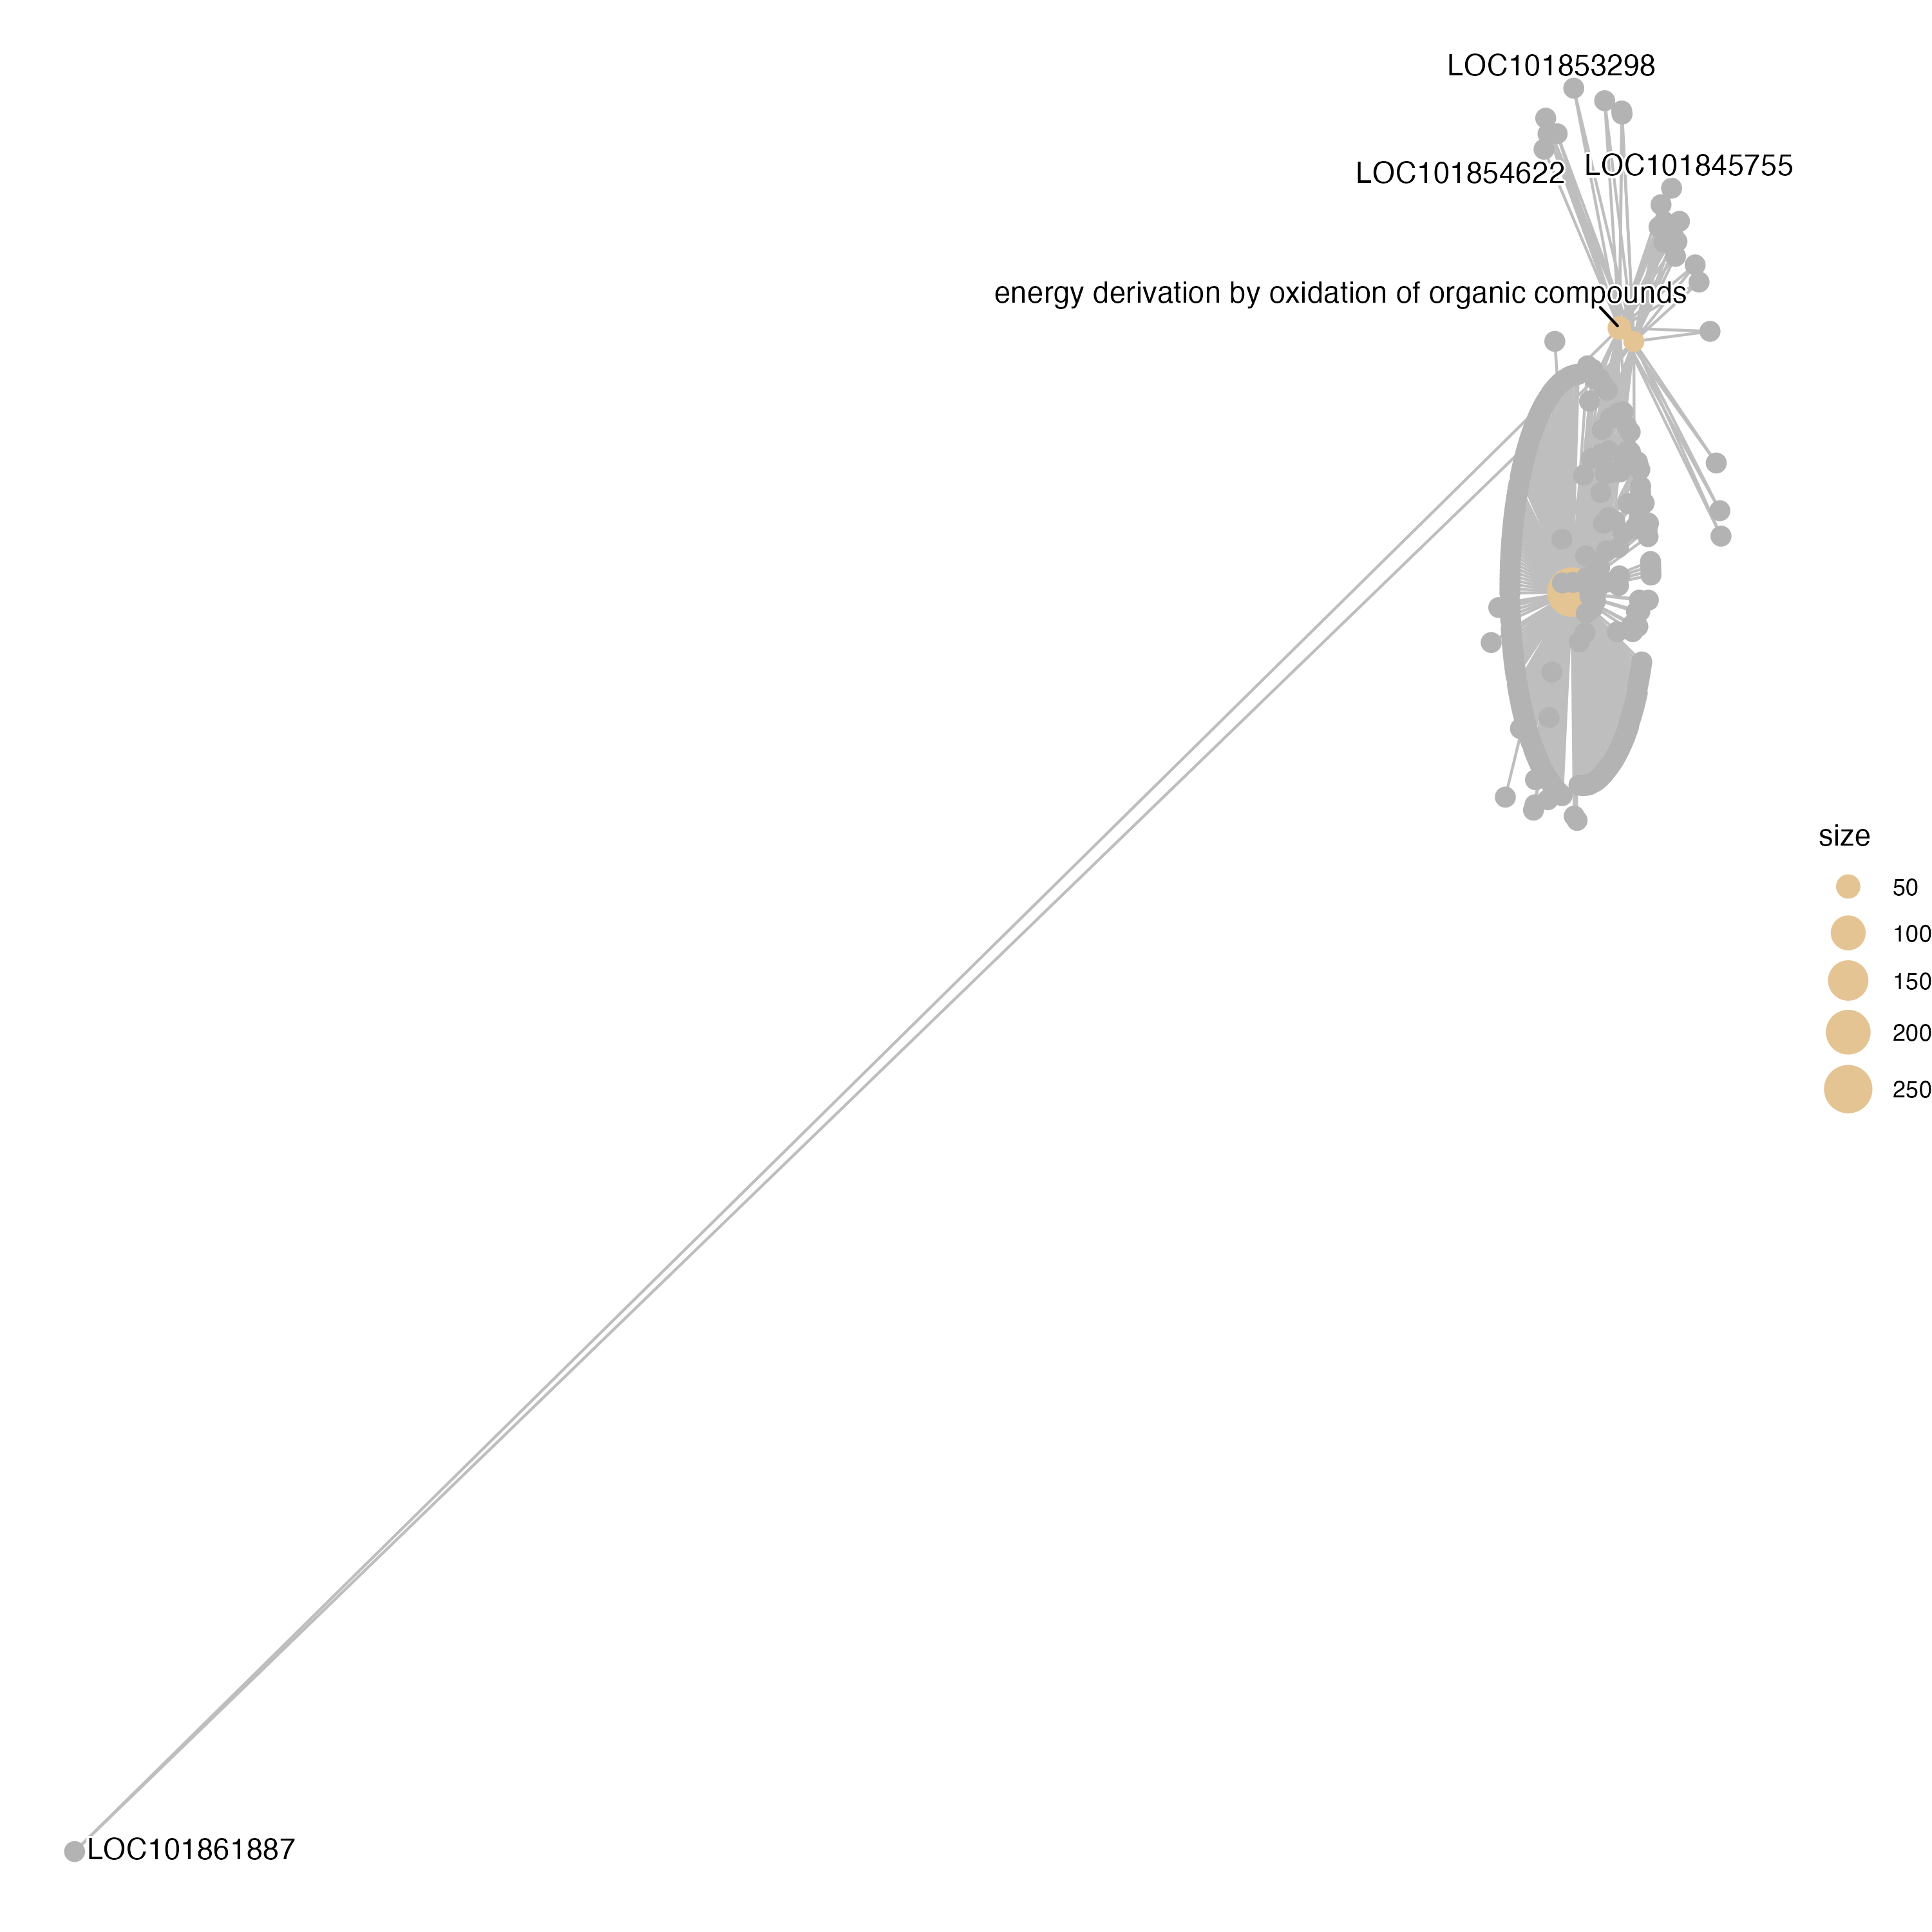 LOC101853298
LOC101845755
LOC101854622
energy derivation by oxidation of organic compounds
size
50
100
150
200
250
LOC101861887